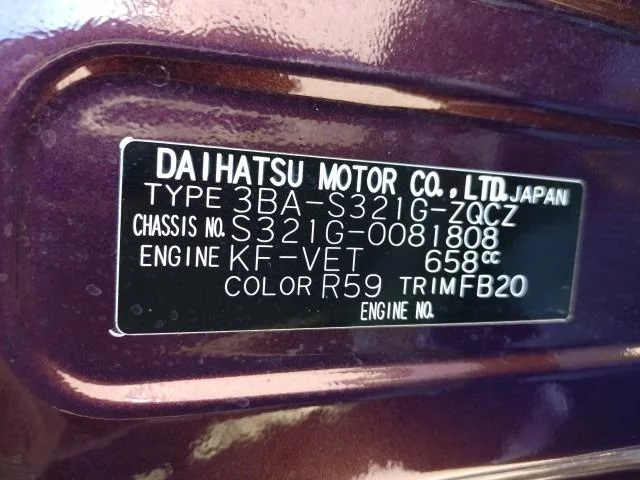 DAIHATSU MOTOR CO., LTD. JAPAN
TYPE 3BA-S321G-ZQCZ
CHASSIS NO. S321G-0081808
ENGINE KF-VET 658cc
COLOR R59 TRIM FB20
ENGINE NO.